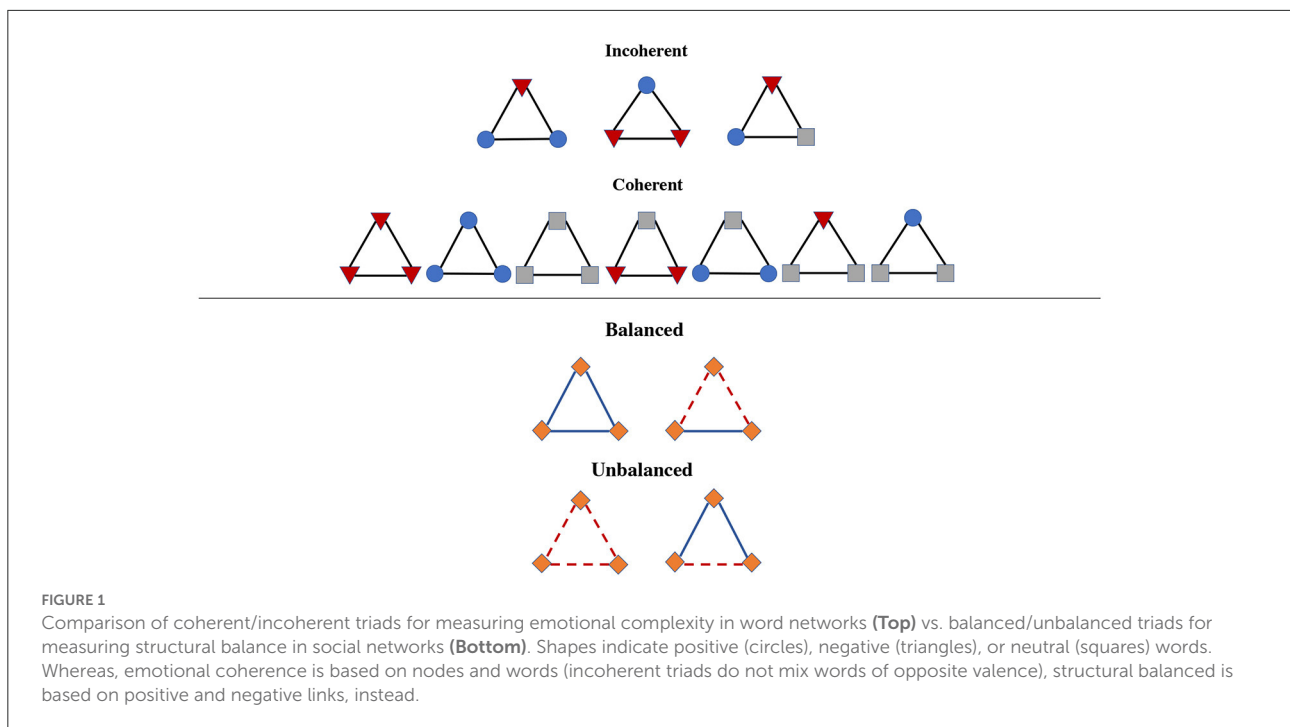 Incoherent
Coherent
Balanced
Unbalanced
FIGURE 1
Comparison of coherent/incoherent triads for measuring emotional complexity in word networks (Top) vs. balanced/unbalanced triads for
measuring structural balance in social networks (Bottom). Shapes indicate positive (circles), negative (triangles), or neutral (squares) words.
Whereas, emotional coherence is based on nodes and words (incoherent triads do not mix words of opposite valence), structural balanced is
based on positive and negative links, instead.